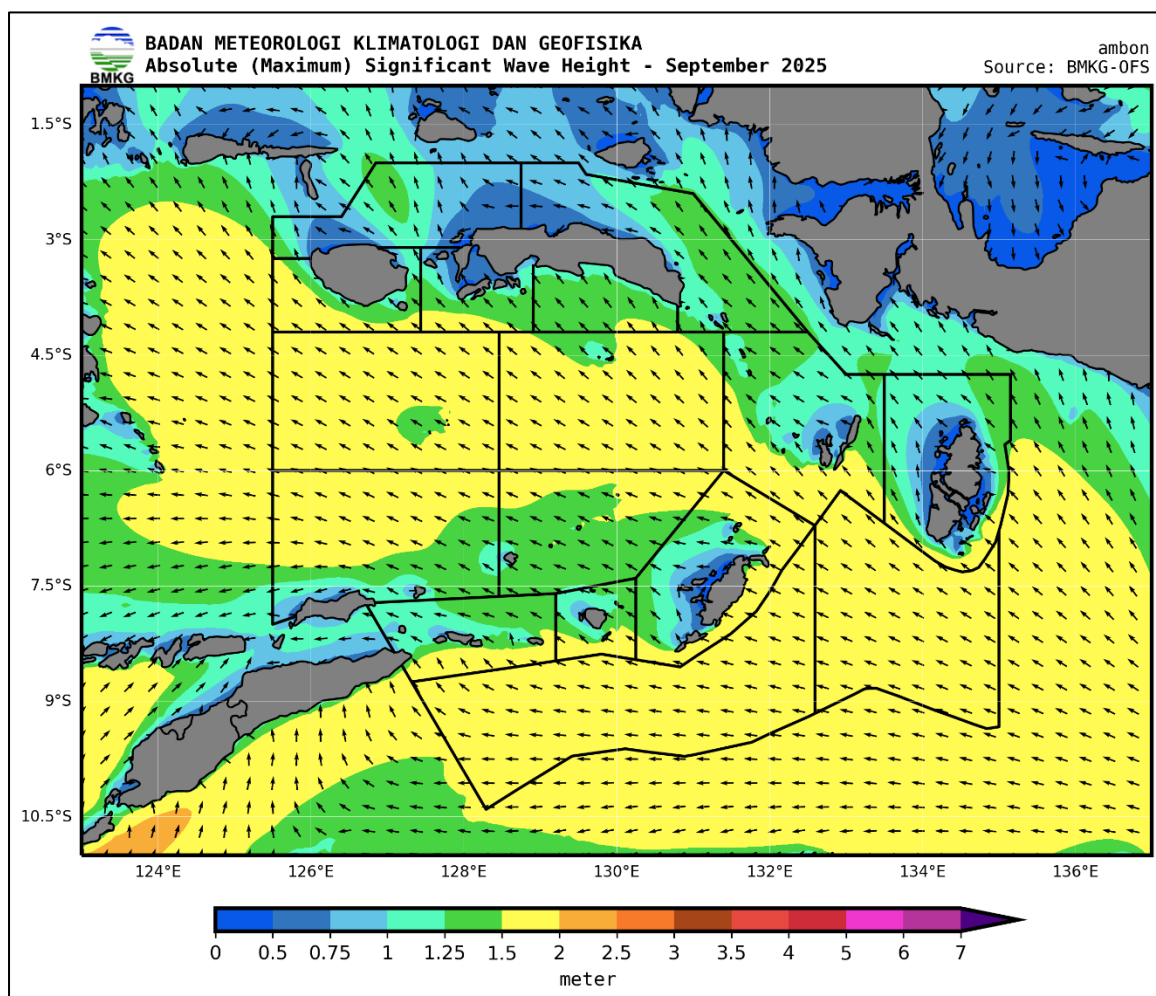 BADAN METEOROLOGI KLIMATOLOGI DAN GEOFISIKA
Absolute (Maximum) Significant Wave Height - September 2025
BMKG
ambon
Source: BMKG-OFS
1.5°S
3°S
4.5°S
6°S
7.5°S
9°S
10.5°S
124°E 126°E 128°E 130°E 132°E 134°E 136°E
0 0.5 0.75 1 1.25 1.5 2 2.5 3 3.5 4 5 6 7
meter